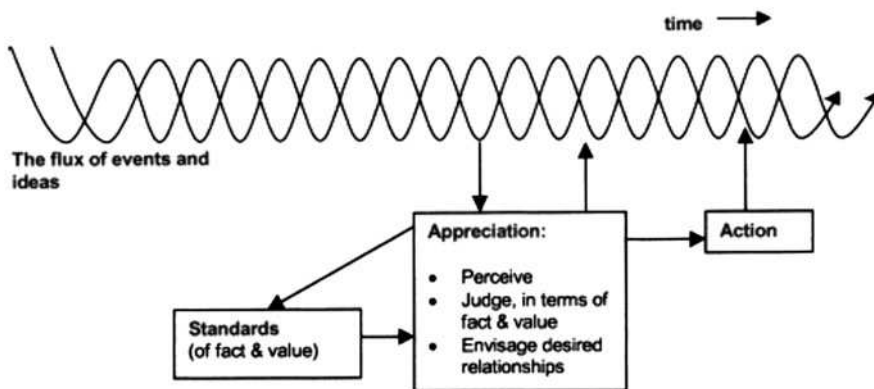 time
The flux of events and
ideas
Appreciation:
• Perceive
• Judge, in terms of
fact & value
• Envisage desired
relationships
Action
Standards
(of fact & value)